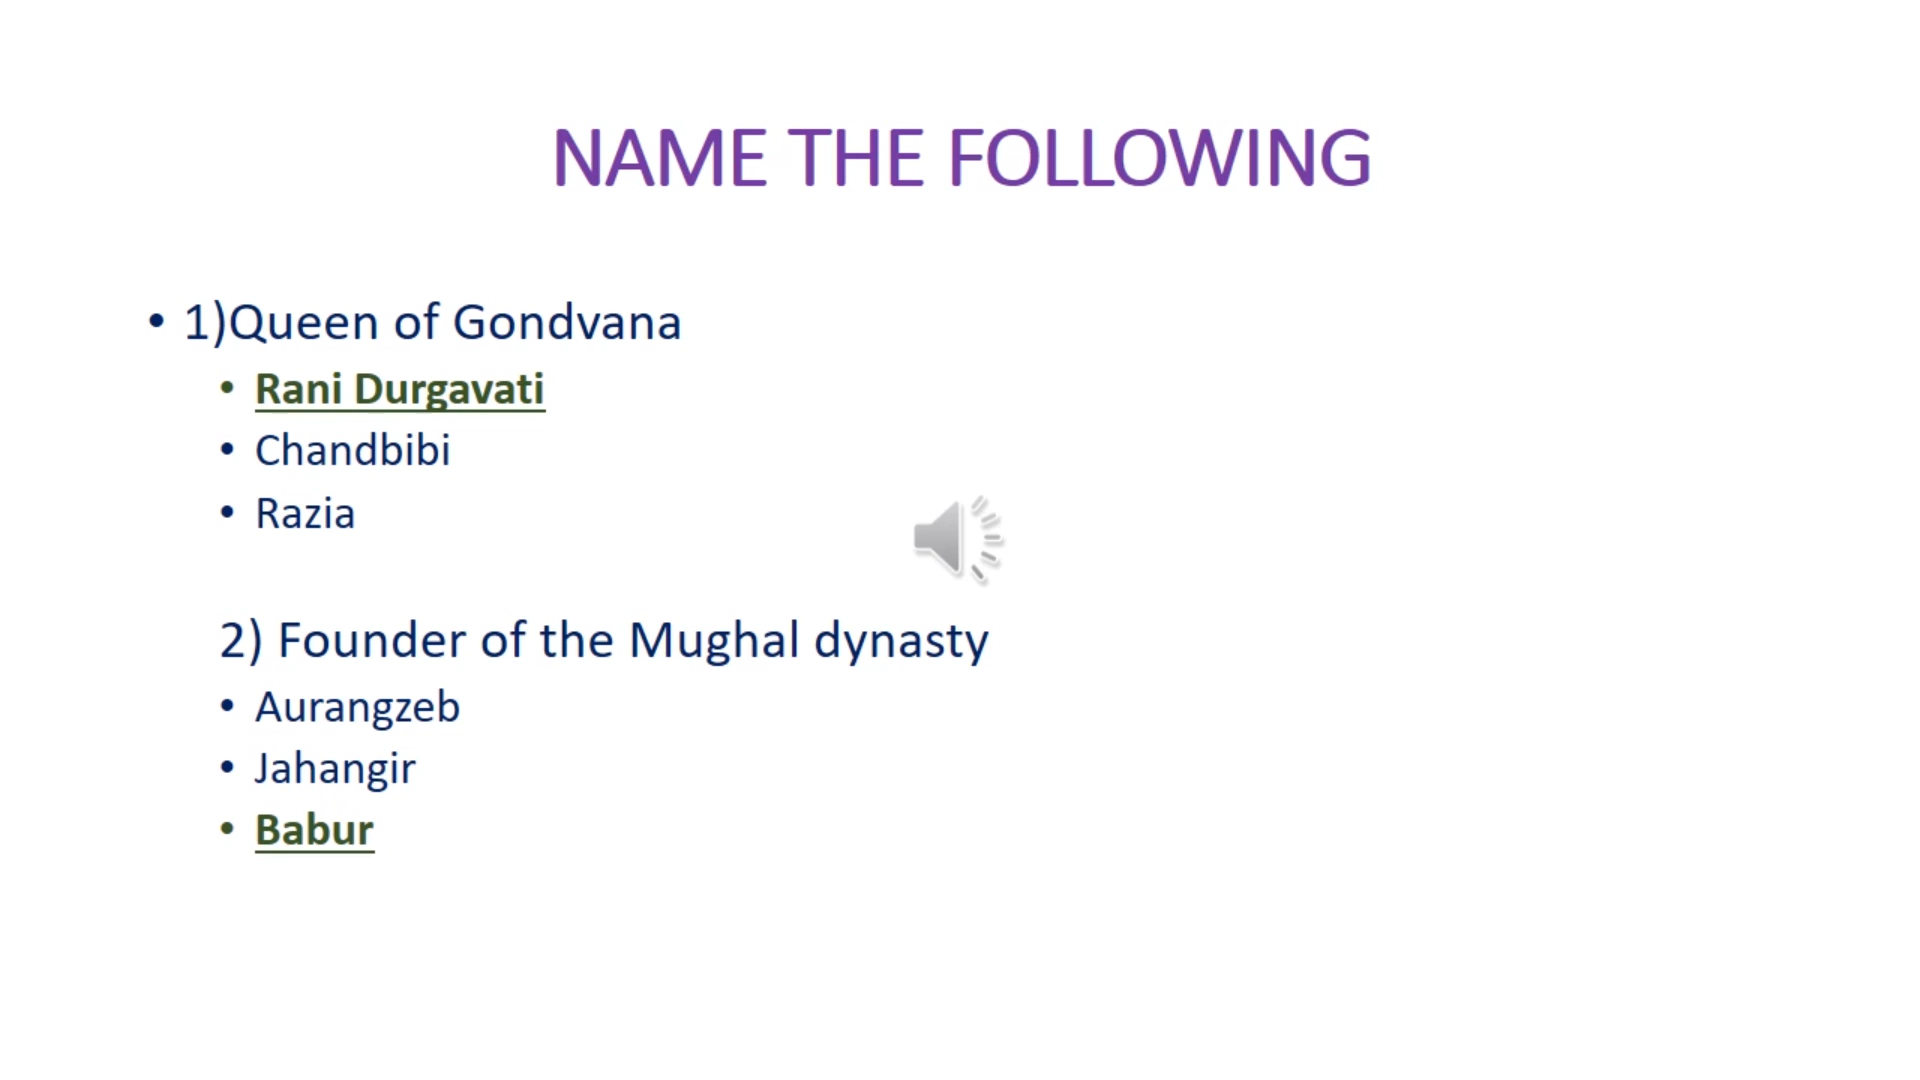 NAME THE FOLLOWING
• 1)Queen of Gondvana
• Rani Durgavati
• Chandbibi
• Razia
2) Founder of the Mughal dynasty
• Aurangzeb
• Jahangir
• Babur